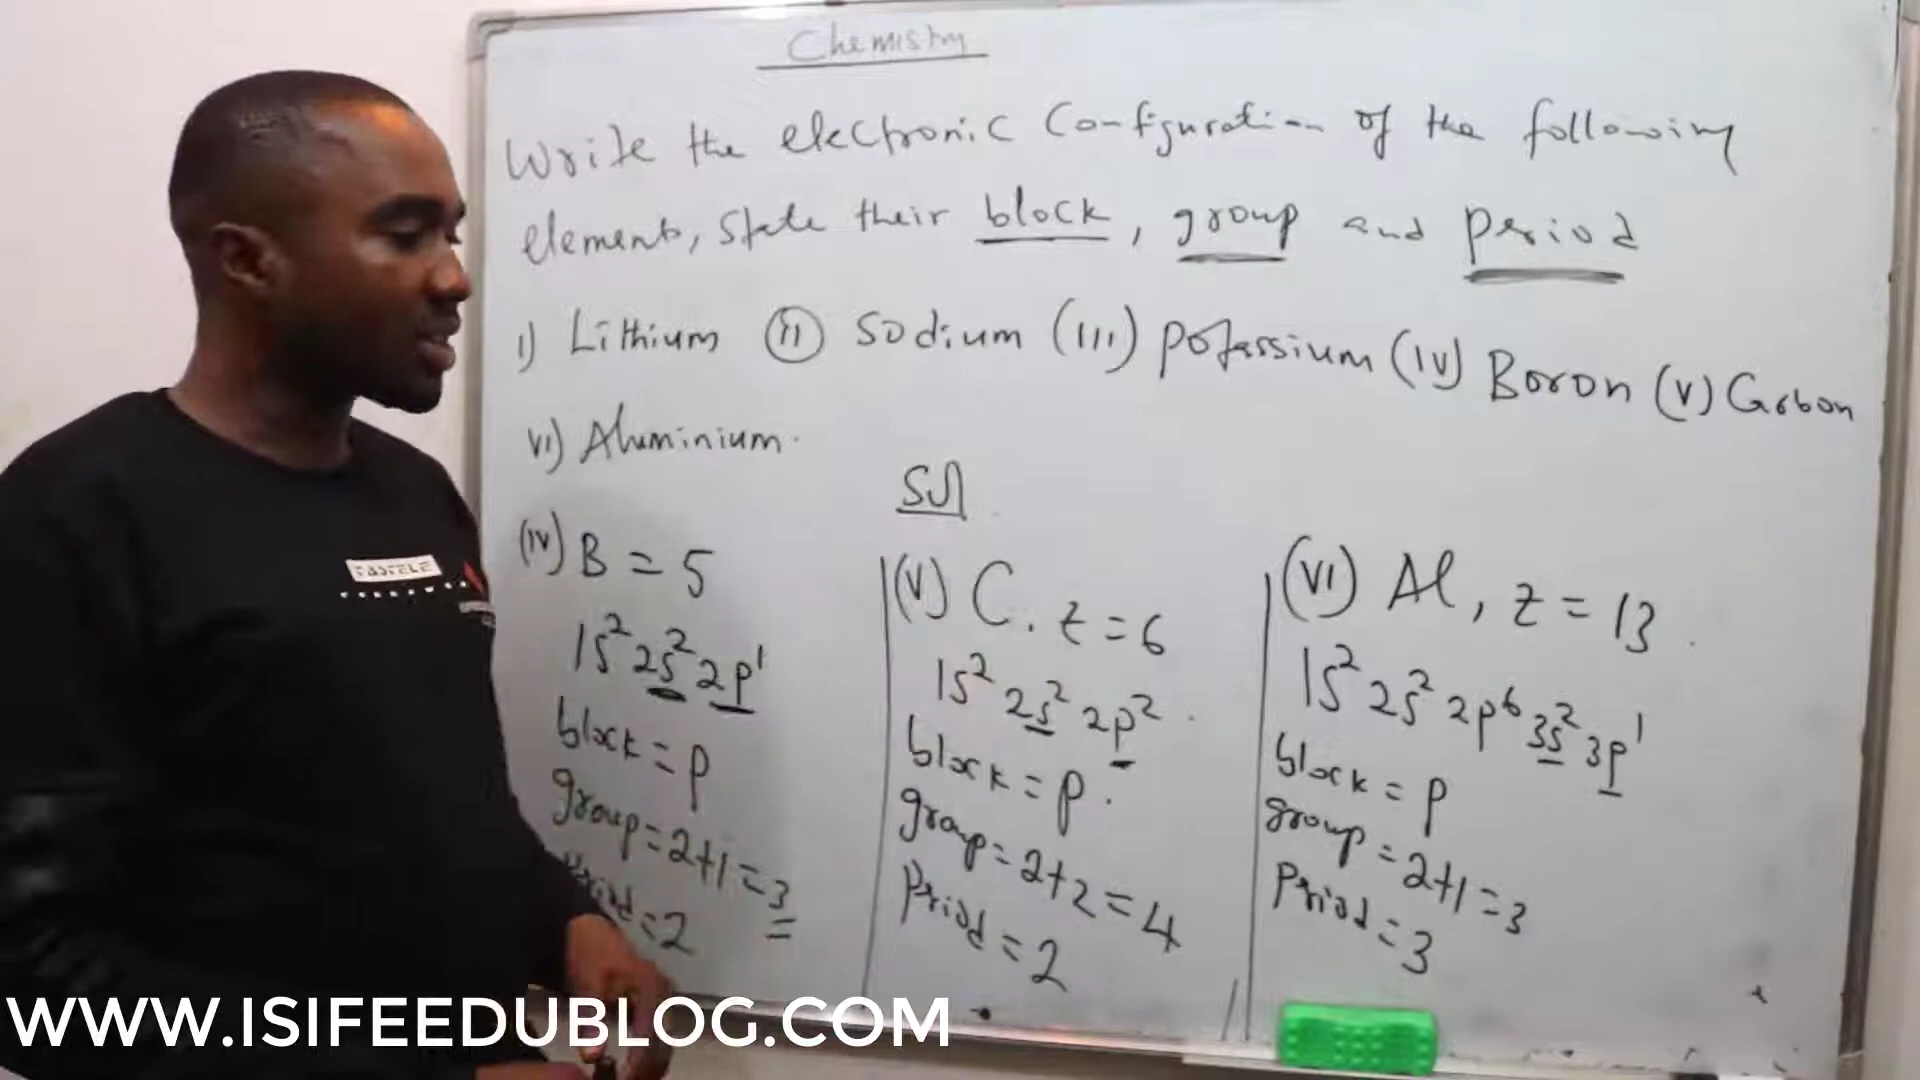 Chemistry
Write the electronic Configuration of the following
elements, state their block, group and period
i) Lithium (ii) Sodium (iii) potassium (iv) Boron (v) Carbon
vi) Aluminium.
Sol
(iv) B = 5
1s² 2s² 2p¹
block = p
group = 2+1 = 3
Period = 2
(v) C. Z = 6
1s² 2s² 2p²
block = p.
group = 2+2 = 4
Period = 2
(vi) Al, Z = 13
1s² 2s² 2p⁶ 3s² 3p¹
block = p
group = 2+1 = 3
Period = 3
WWW.ISIFEEDUBLOG.COM